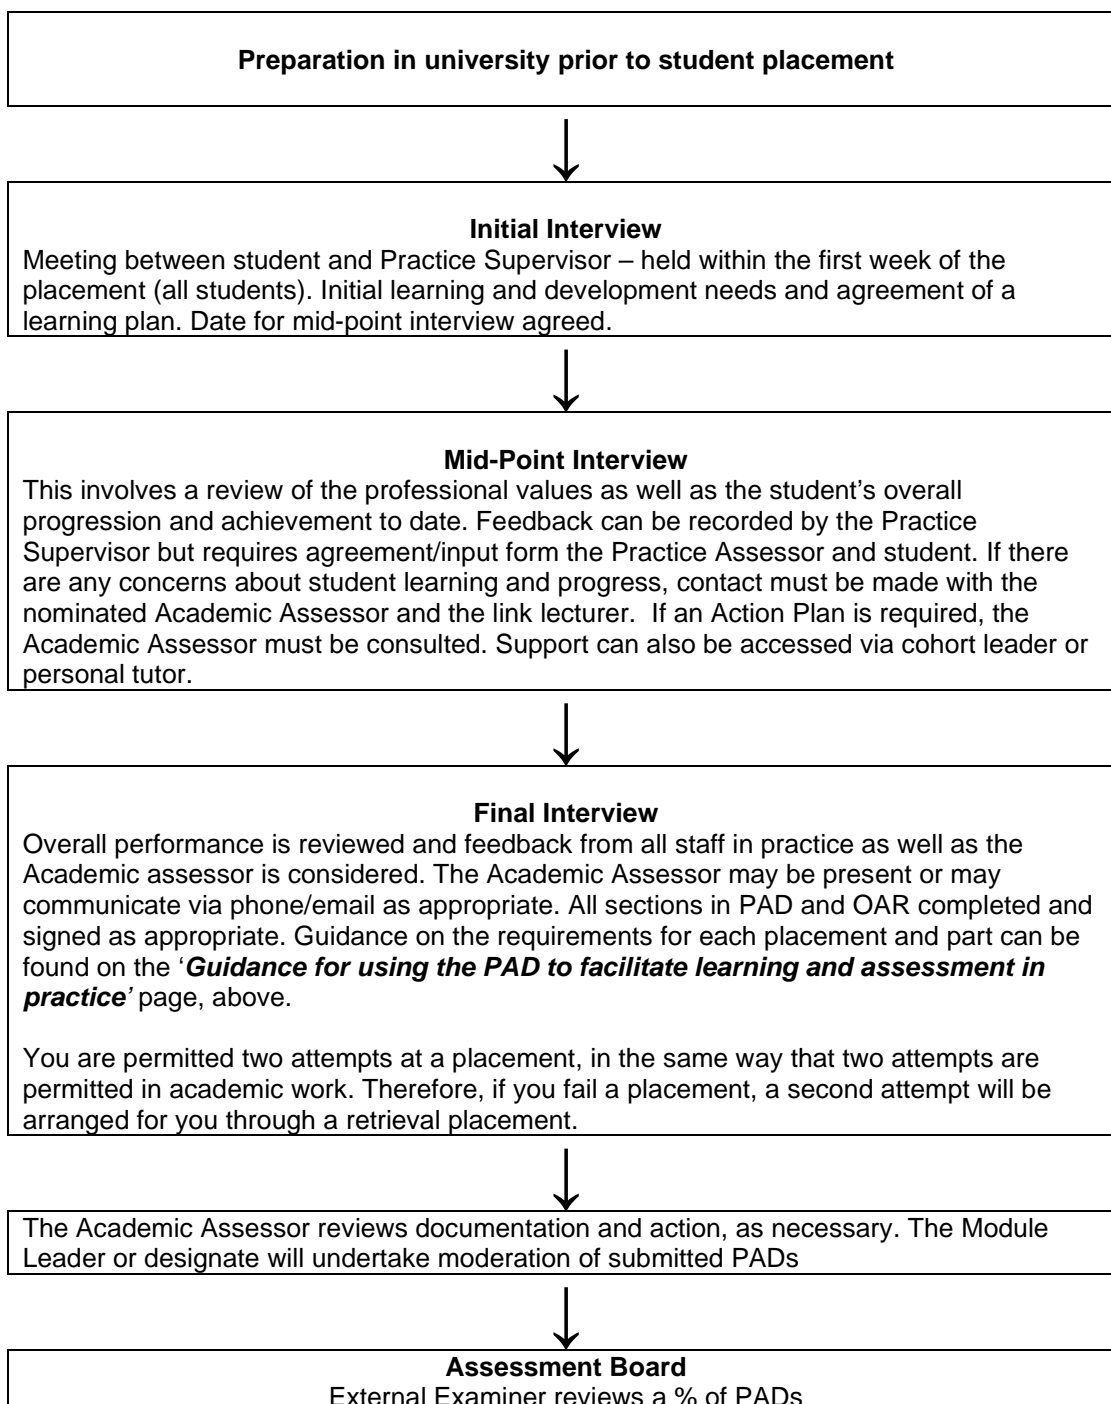 Preparation in university prior to student placement
Initial Interview
Meeting between student and Practice Supervisor – held within the first week of the
placement (all students). Initial learning and development needs and agreement of a
learning plan. Date for mid-point interview agreed.
Mid-Point Interview
This involves a review of the professional values as well as the student’s overall
progression and achievement to date. Feedback can be recorded by the Practice
Supervisor but requires agreement/input form the Practice Assessor and student. If there
are any concerns about student learning and progress, contact must be made with the
nominated Academic Assessor and the link lecturer.  If an Action Plan is required, the
Academic Assessor must be consulted. Support can also be accessed via cohort leader or
personal tutor.
Final Interview
Overall performance is reviewed and feedback from all staff in practice as well as the
Academic assessor is considered. The Academic Assessor may be present or may
communicate via phone/email as appropriate. All sections in PAD and OAR completed and
signed as appropriate. Guidance on the requirements for each placement and part can be
found on the ‘Guidance for using the PAD to facilitate learning and assessment in
practice’ page, above.
You are permitted two attempts at a placement, in the same way that two attempts are
permitted in academic work. Therefore, if you fail a placement, a second attempt will be
arranged for you through a retrieval placement.
The Academic Assessor reviews documentation and action, as necessary. The Module
Leader or designate will undertake moderation of submitted PADs
Assessment Board
External Examiner reviews a % of PADs